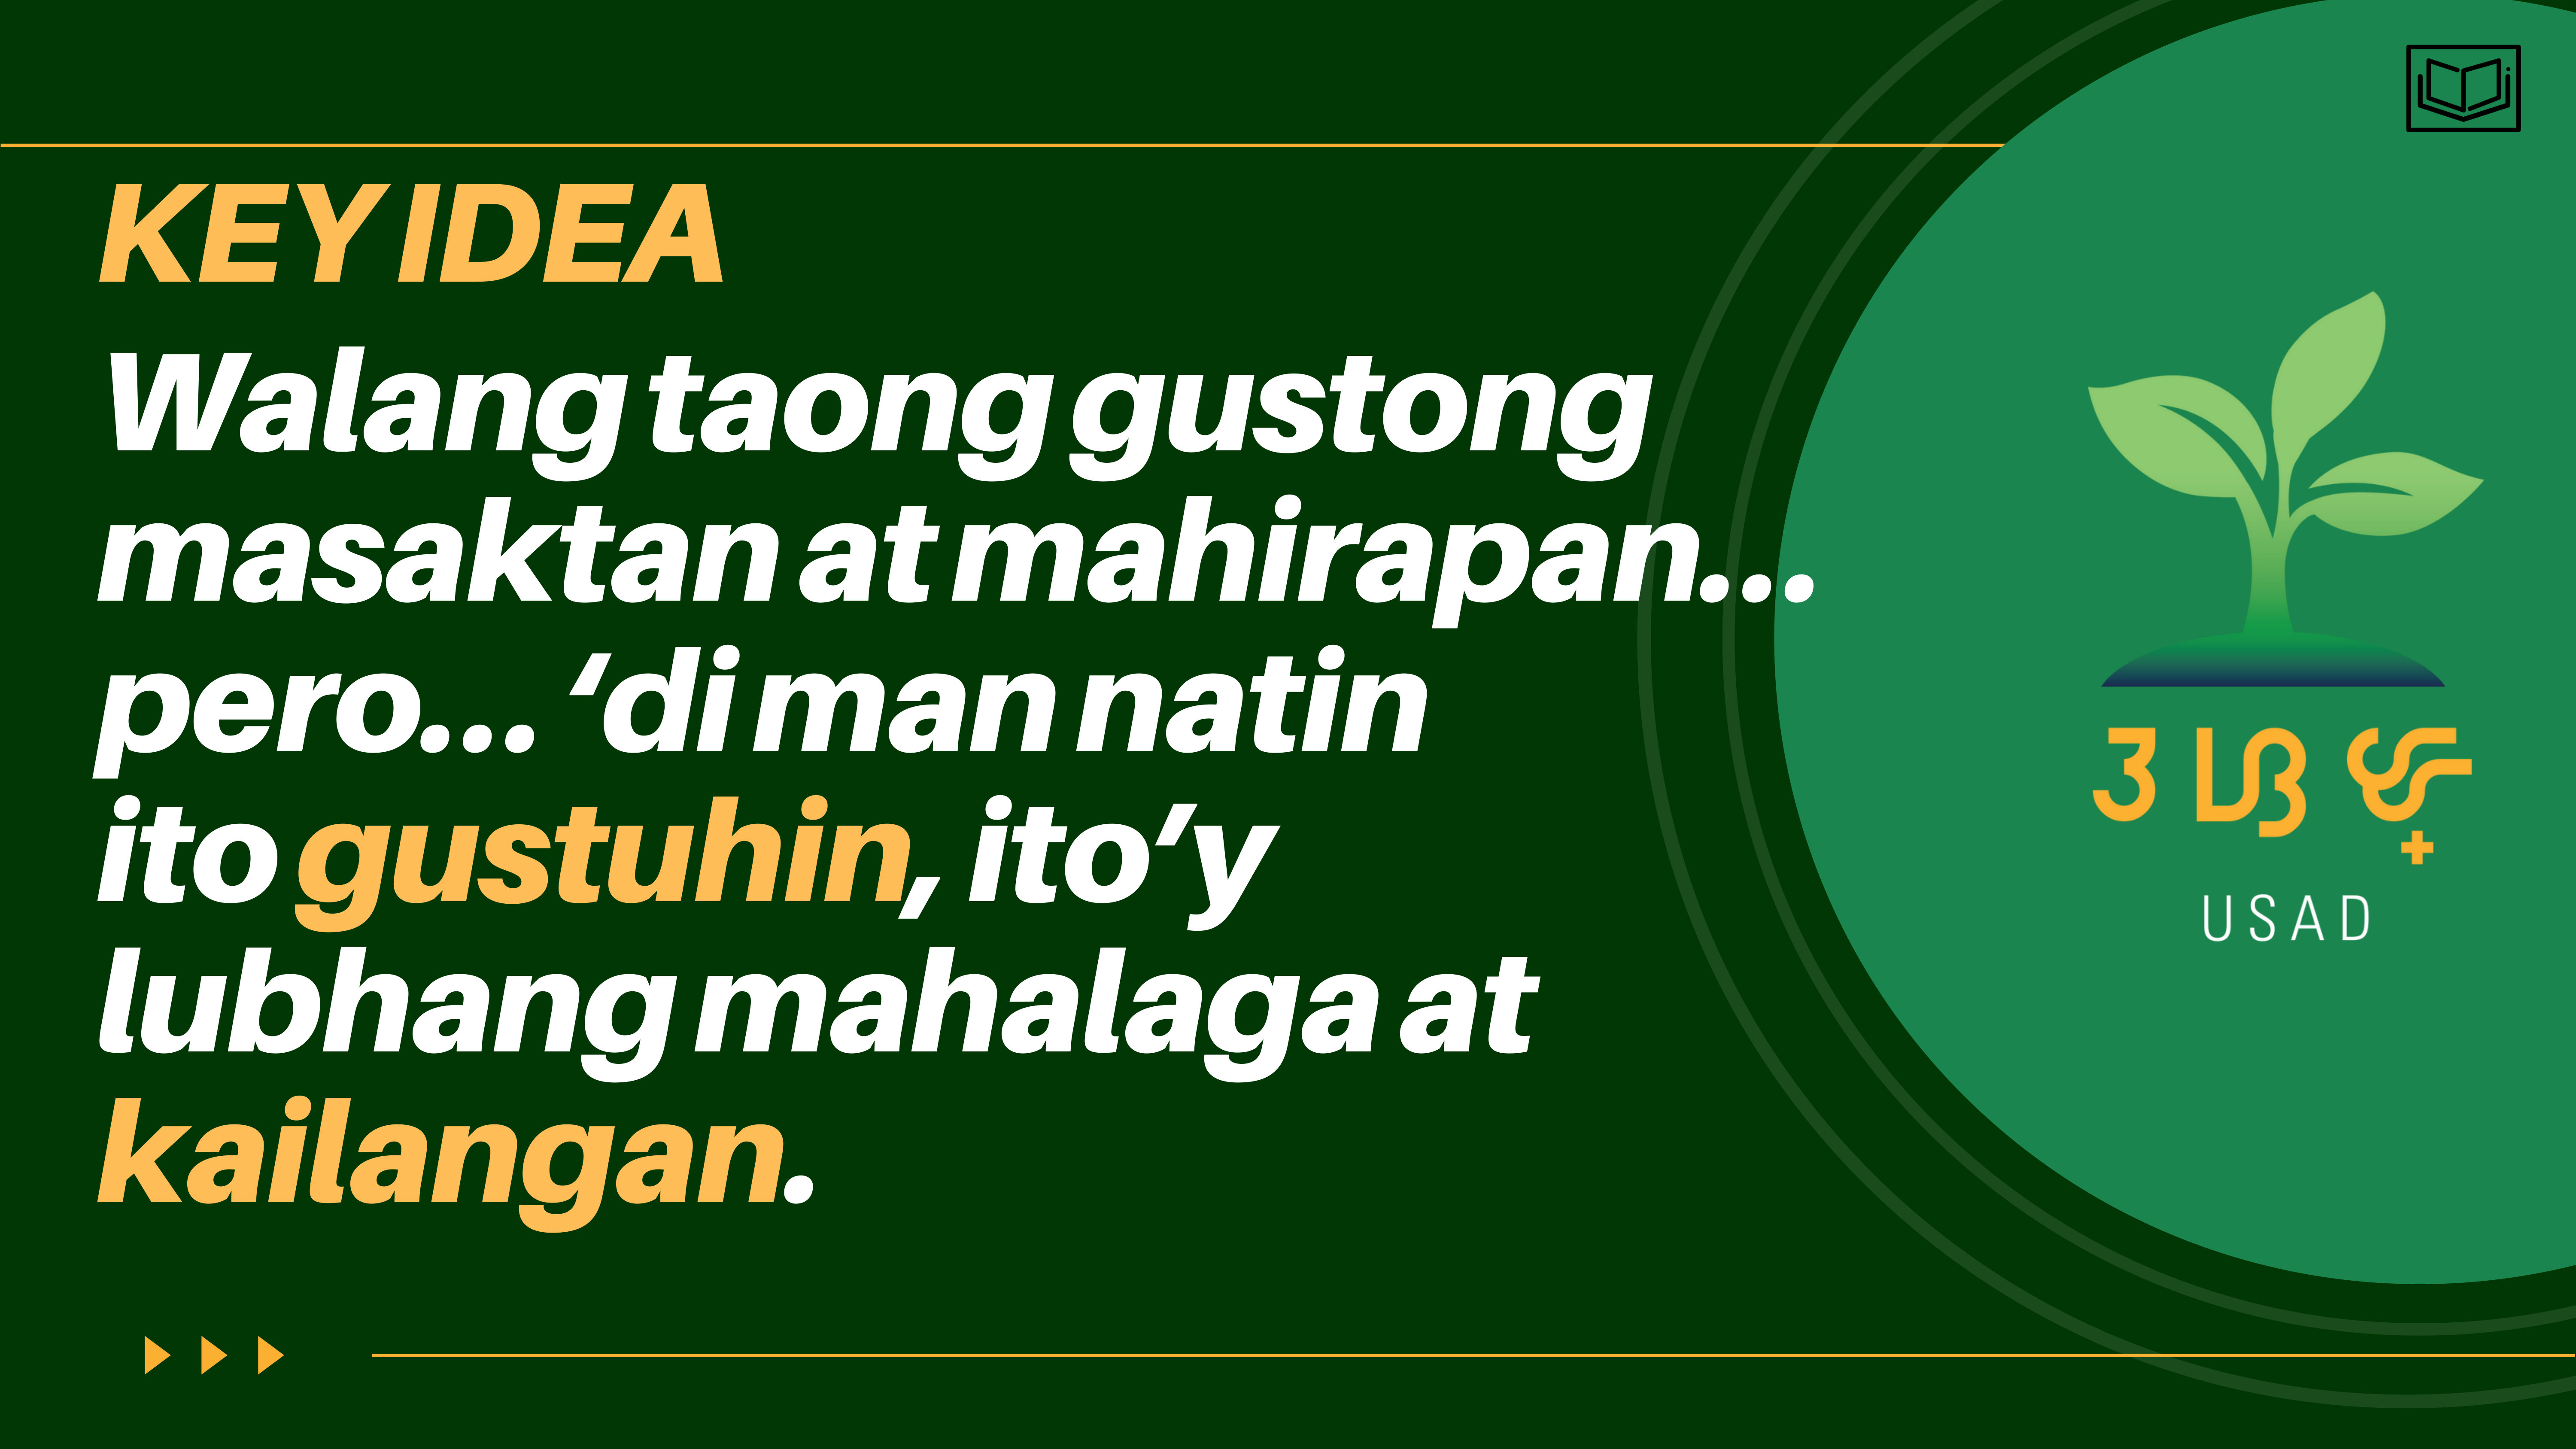 KEY IDEA
Walang taong gustong
masaktan at mahirapan...
pero... ‘di man natin
ito gustuhin, ito’y
lubhang mahalaga at
kailangan.
ᜂ ᜐ ᜇ᜔
USAD